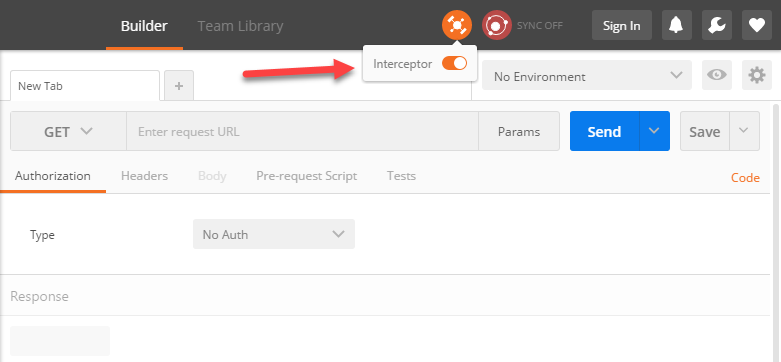 Builder Team Library SYNC OFF Sign In
Interceptor
New Tab + No Environment
GET Enter request URL Params Send Save
Authorization Headers Body Pre-request Script Tests Code
Type No Auth
Response